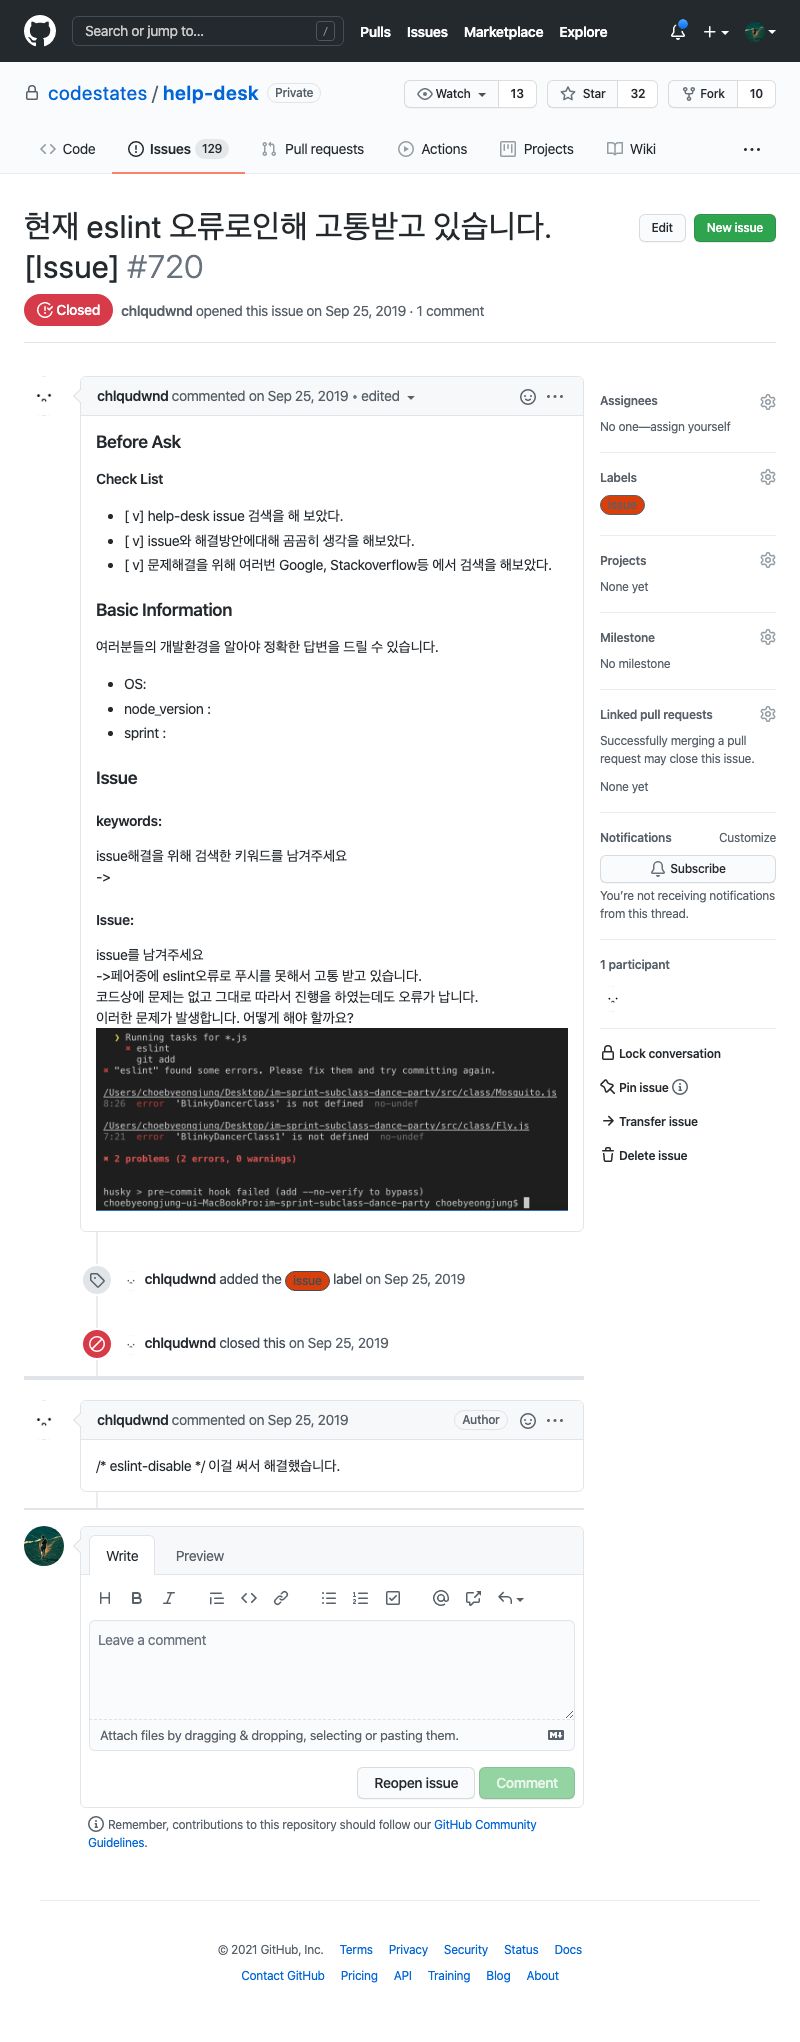 Search or jump to...
/
Pulls Issues Marketplace Explore
codestates / help-desk Private
Watch 13 Star 32 Fork 10
Code Issues 129 Pull requests Actions Projects Wiki
현재 eslint 오류로인해 고통받고 있습니다.
[Issue] #720
Edit New issue
Closed chlqudwnd opened this issue on Sep 25, 2019 · 1 comment
chlqudwnd commented on Sep 25, 2019 • edited
Before Ask
Check List
• [ v] help-desk issue 검색을 해 보았다.
• [ v] issue와 해결방안에대해 곰곰히 생각을 해보았다.
• [ v] 문제해결을 위해 여러번 Google, Stackoverflow등 에서 검색을 해보았다.
Basic Information
여러분들의 개발환경을 알아야 정확한 답변을 드릴 수 있습니다.
• OS:
• node_version :
• sprint :
Issue
keywords:
issue해결을 위해 검색한 키워드를 남겨주세요
->
Issue:
issue를 남겨주세요
->페어중에 eslint오류로 푸시를 못해서 고통 받고 있습니다.
코드상에 문제는 없고 그대로 따라서 진행을 하였는데도 오류가 납니다.
이러한 문제가 발생합니다. 어떻게 해야 할까요?
❯ Running tasks for *.js
✖ eslint
git add
✖ "eslint" found some errors. Please fix them and try committing again.
/Users/choebyeongjung/Desktop/im-sprint-subclass-dance-party/src/class/Mosquito.js
8:26 error 'BlinkyDancerClass' is not defined no-undef
/Users/choebyeongjung/Desktop/im-sprint-subclass-dance-party/src/class/Fly.js
7:21 error 'BlinkyDancerClass1' is not defined no-undef
✖ 2 problems (2 errors, 0 warnings)
husky > pre-commit hook failed (add --no-verify to bypass)
choebyeongjung-ui-MacBookPro:im-sprint-subclass-dance-party choebyeongjung$
chlqudwnd added the issue label on Sep 25, 2019
chlqudwnd closed this on Sep 25, 2019
chlqudwnd commented on Sep 25, 2019 Author
/* eslint-disable */ 이걸 써서 해결했습니다.
Write Preview
Leave a comment
Attach files by dragging & dropping, selecting or pasting them.
Reopen issue Comment
Remember, contributions to this repository should follow our GitHub Community
Guidelines.
Assignees
No one—assign yourself
Labels
issue
Projects
None yet
Milestone
No milestone
Linked pull requests
Successfully merging a pull
request may close this issue.
None yet
Notifications Customize
Subscribe
You're not receiving notifications
from this thread.
1 participant
Lock conversation
Pin issue
Transfer issue
Delete issue
© 2021 GitHub, Inc. Terms Privacy Security Status Docs
Contact GitHub Pricing API Training Blog About